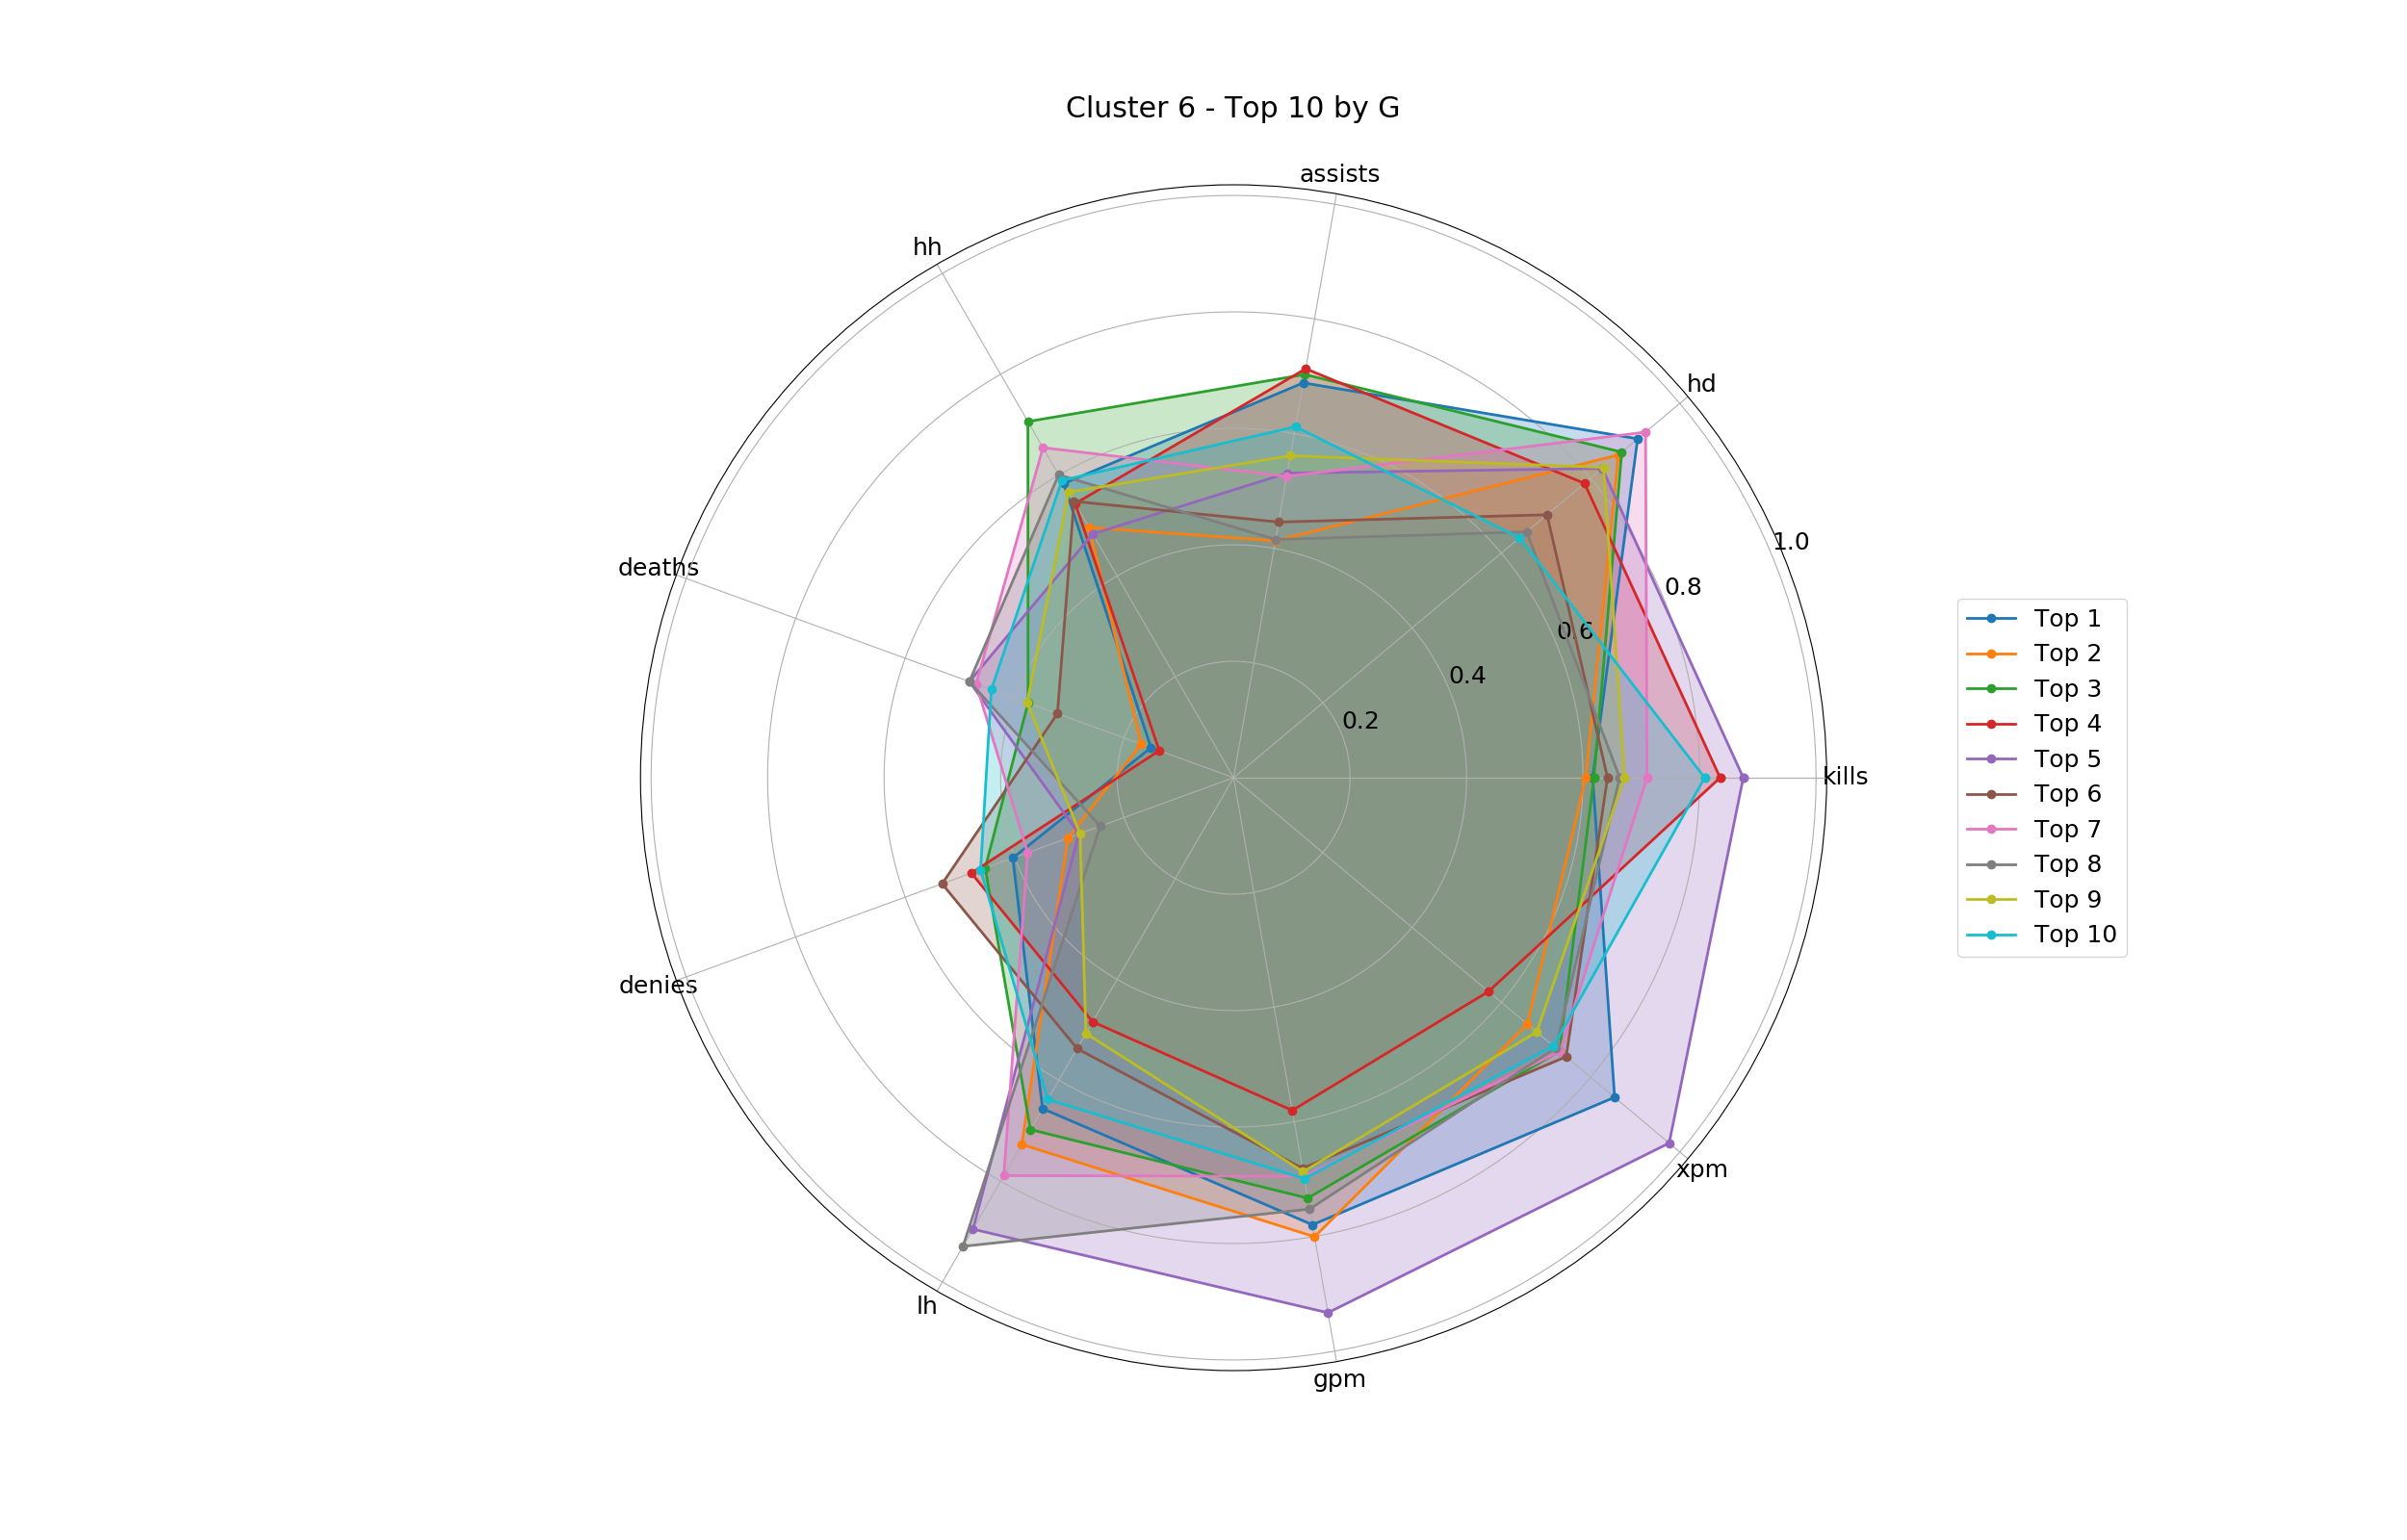 Cluster 6 - Top 10 by G
assists
hh
hd
deaths
1.0
0.8
0.6
0.4
0.2
kills
denies
xpm
lh
gpm
Top 1
Top 2
Top 3
Top 4
Top 5
Top 6
Top 7
Top 8
Top 9
Top 10